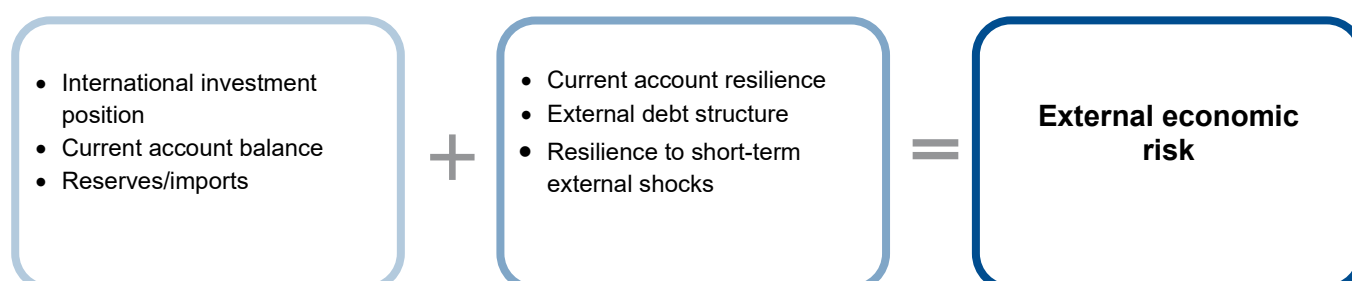 • International investment
position
• Current account balance
• Reserves/imports
+
• Current account resilience
• External debt structure
• Resilience to short-term
external shocks
=
External economic
risk